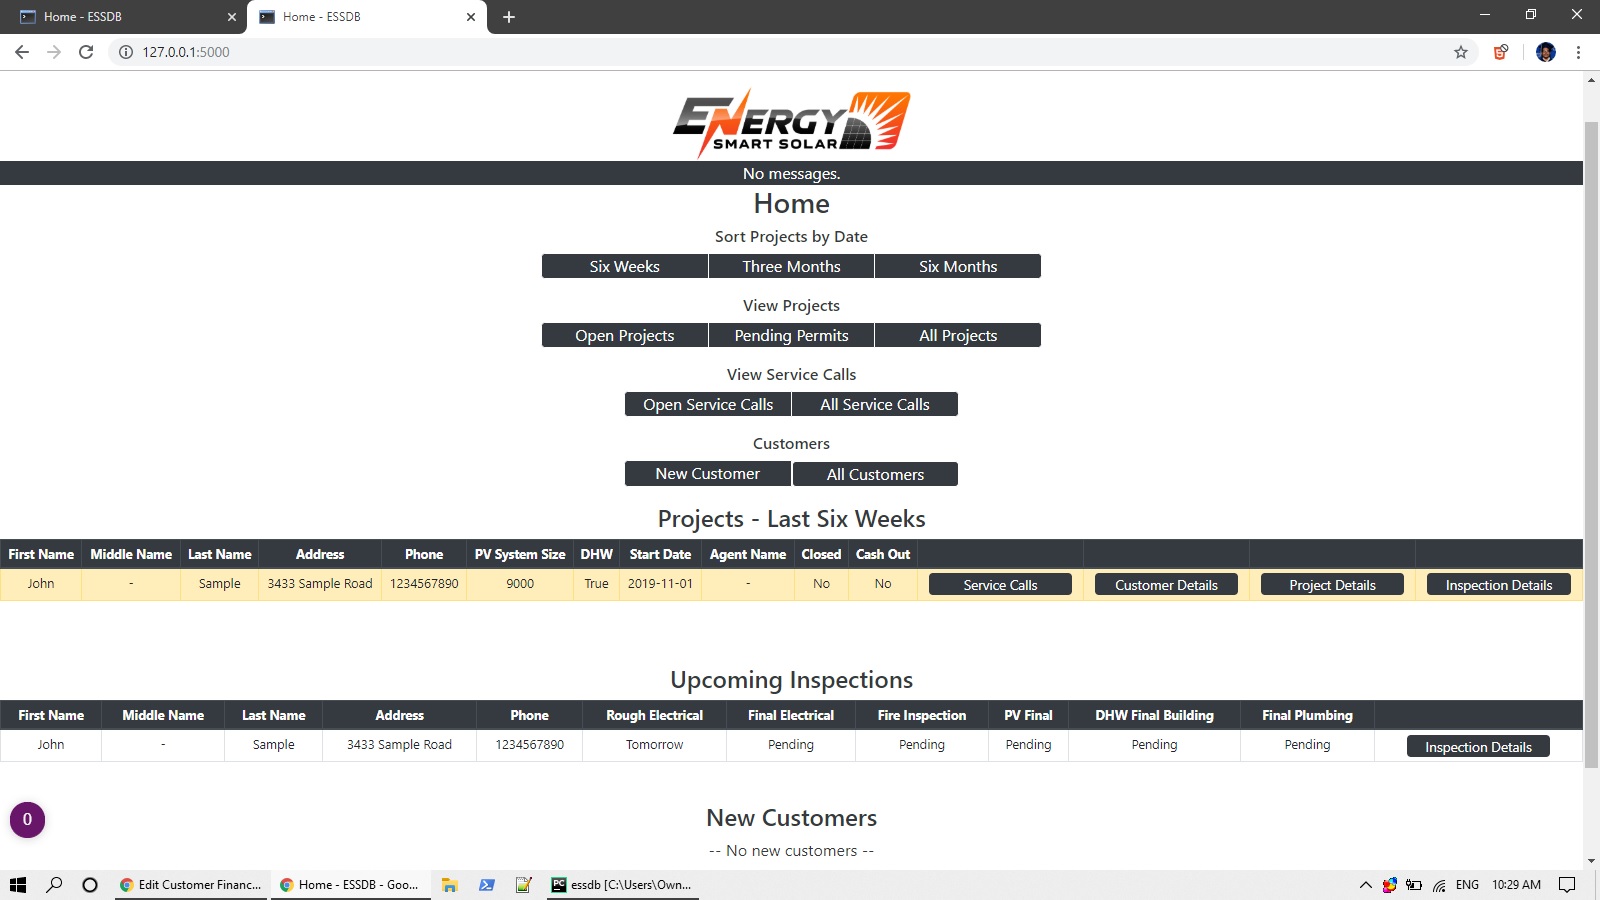 Home - ESSDB Home - ESSDB
127.0.0.1:5000
ENERGY
SMART SOLAR
No messages.
Home
Sort Projects by Date
Six Weeks Three Months Six Months
View Projects
Open Projects Pending Permits All Projects
View Service Calls
Open Service Calls All Service Calls
Customers
New Customer All Customers
Projects - Last Six Weeks
First Name Middle Name Last Name Address Phone PV System Size DHW Start Date Agent Name Closed Cash Out
John - Sample 3433 Sample Road 1234567890 9000 True 2019-11-01 - No No Service Calls Customer Details Project Details Inspection Details
Upcoming Inspections
First Name Middle Name Last Name Address Phone Rough Electrical Final Electrical Fire Inspection PV Final DHW Final Building Final Plumbing
John - Sample 3433 Sample Road 1234567890 Tomorrow Pending Pending Pending Pending Pending Inspection Details
New Customers
0
-- No new customers --
Edit Customer Financ... Home - ESSDB - Goo... PC essdb [C:\Users\Own... ENG 10:29 AM